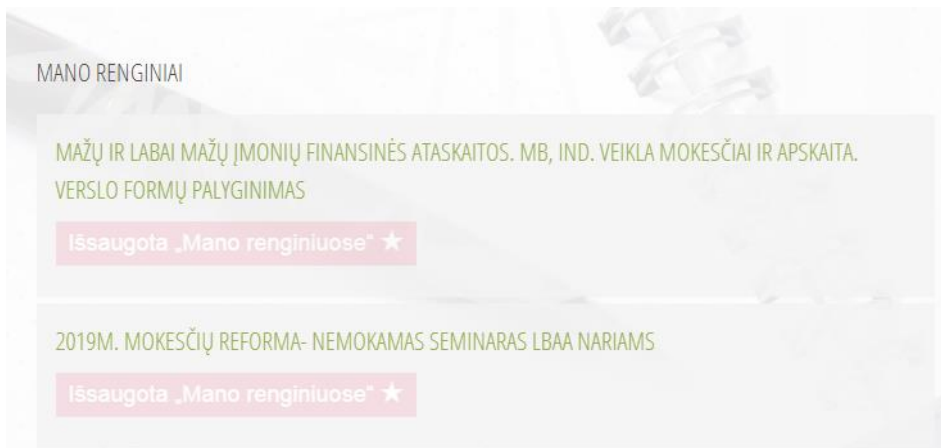 MANO RENGINIAI
MAŽŲ IR LABAI MAŽŲ ĮMONIŲ FINANSINĖS ATASKAITOS. MB, IND. VEIKLA MOKESČIAI IR APSKAITA.
VERSLO FORMŲ PALYGINIMAS
Išsaugota „Mano renginiuose“ ★
2019M. MOKESČIŲ REFORMA- NEMOKAMAS SEMINARAS LBAA NARIAMS
Išsaugota „Mano renginiuose“ ★